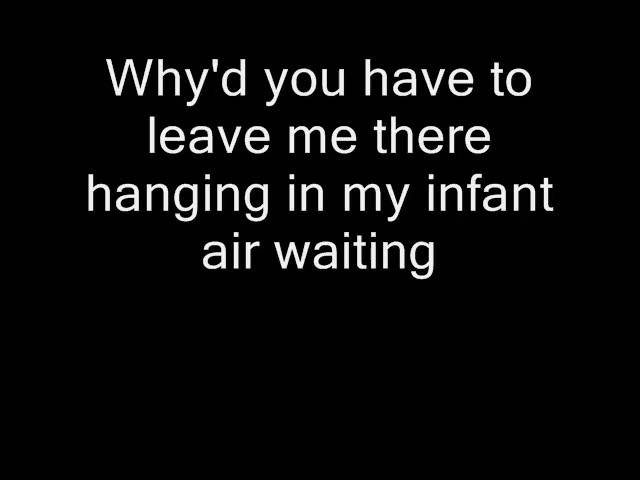 Why'd you have to
leave me there
hanging in my infant
air waiting